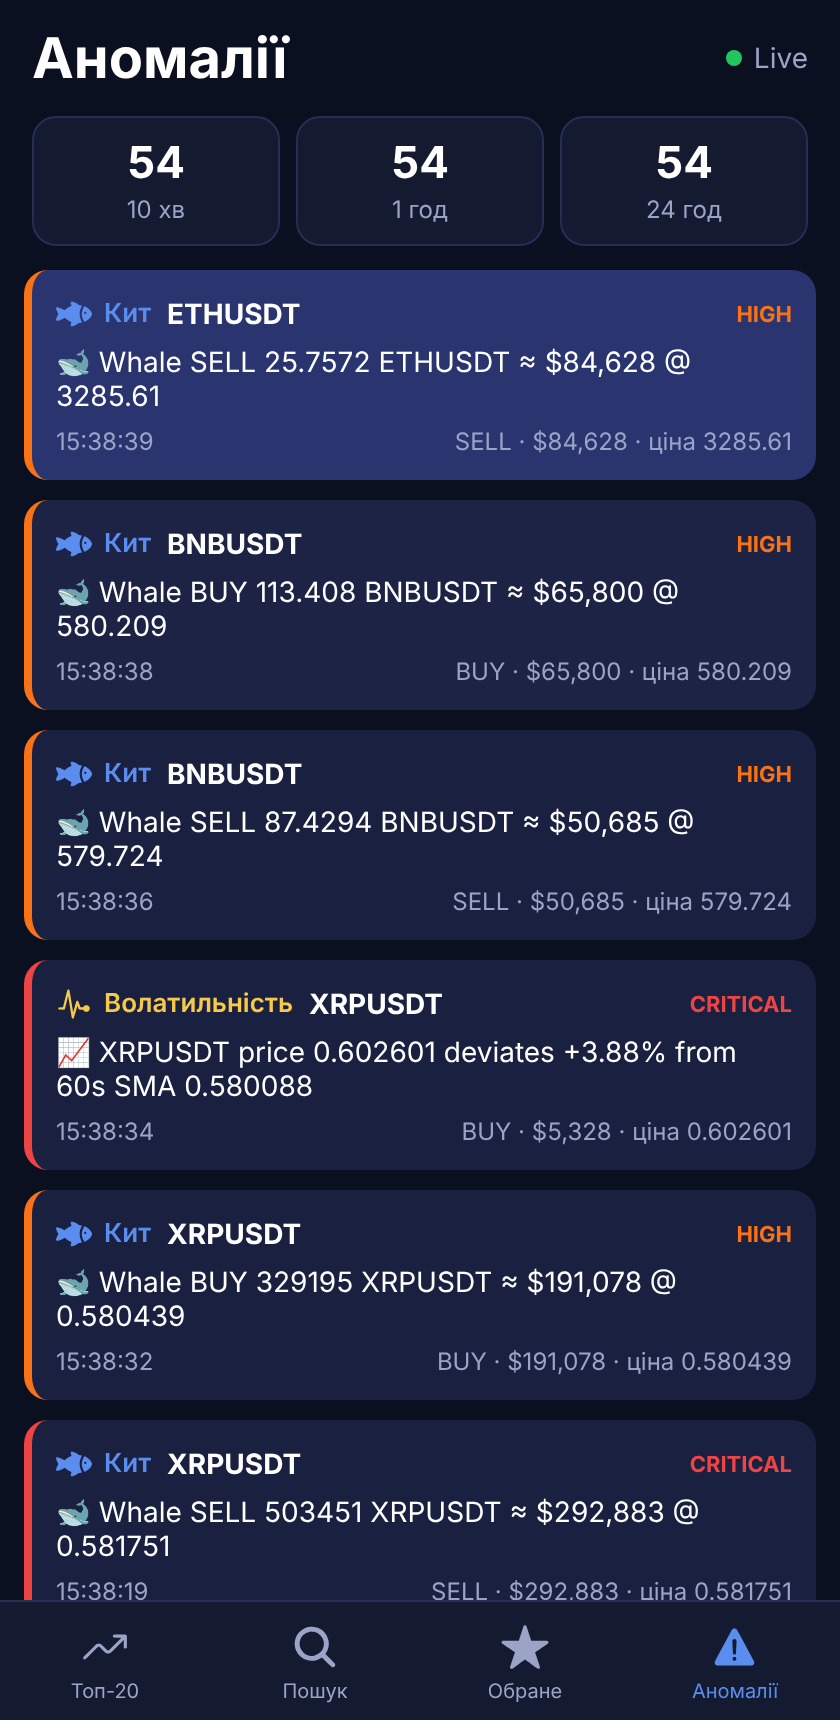 Аномалії
Live
54
10 хв
54
1 год
54
24 год
Кит ETHUSDT HIGH
Whale SELL 25.7572 ETHUSDT ≈ $84,628 @
3285.61
15:38:39 SELL · $84,628 · ціна 3285.61
Кит BNBUSDT HIGH
Whale BUY 113.408 BNBUSDT ≈ $65,800 @
580.209
15:38:38 BUY · $65,800 · ціна 580.209
Кит BNBUSDT HIGH
Whale SELL 87.4294 BNBUSDT ≈ $50,685 @
579.724
15:38:36 SELL · $50,685 · ціна 579.724
Волатильність XRPUSDT CRITICAL
XRPUSDT price 0.602601 deviates +3.88% from
60s SMA 0.580088
15:38:34 BUY · $5,328 · ціна 0.602601
Кит XRPUSDT HIGH
Whale BUY 329195 XRPUSDT ≈ $191,078 @
0.580439
15:38:32 BUY · $191,078 · ціна 0.580439
Кит XRPUSDT CRITICAL
Whale SELL 503451 XRPUSDT ≈ $292,883 @
0.581751
15:38:19 SELL · $292,883 · ціна 0.581751
Топ-20
Пошук
Обране
Аномалії